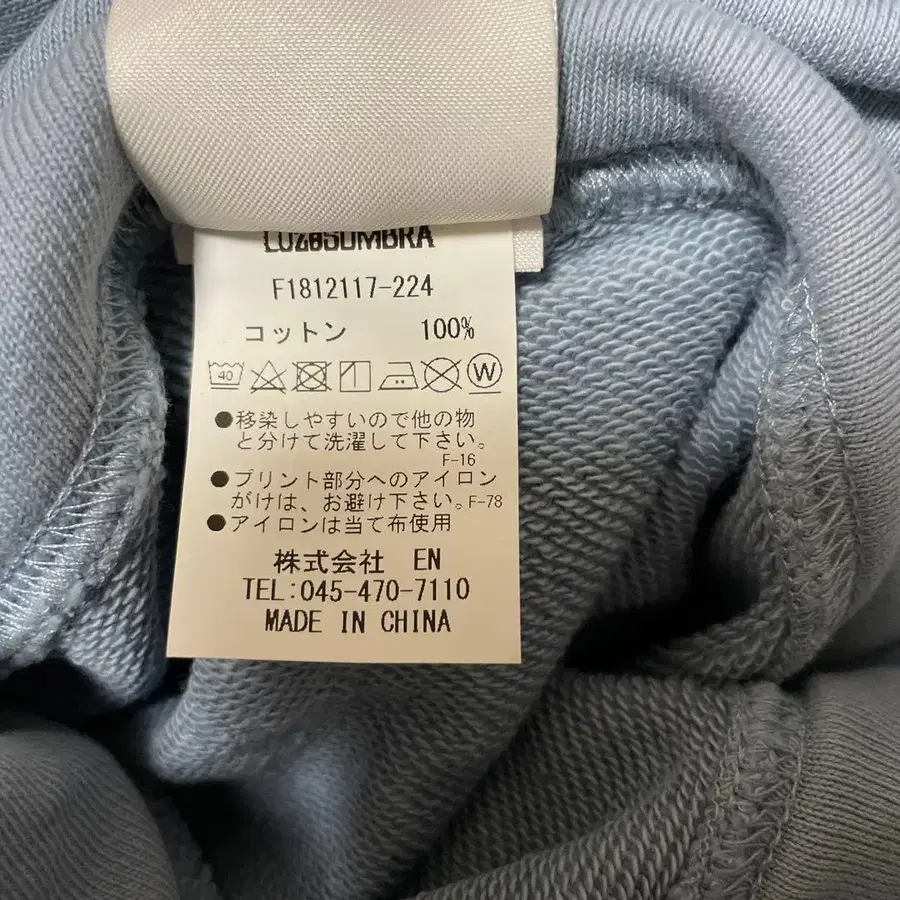 LUZeSOMBRA
F1812117-224
コットン 100%
40 W
●移染しやすいので他の物
と分けて洗濯して下さい。
F-16
●プリント部分へのアイロン
がけは、お避け下さい。F-78
●アイロンは当て布使用
株式会社 EN
TEL:045-470-7110
MADE IN CHINA